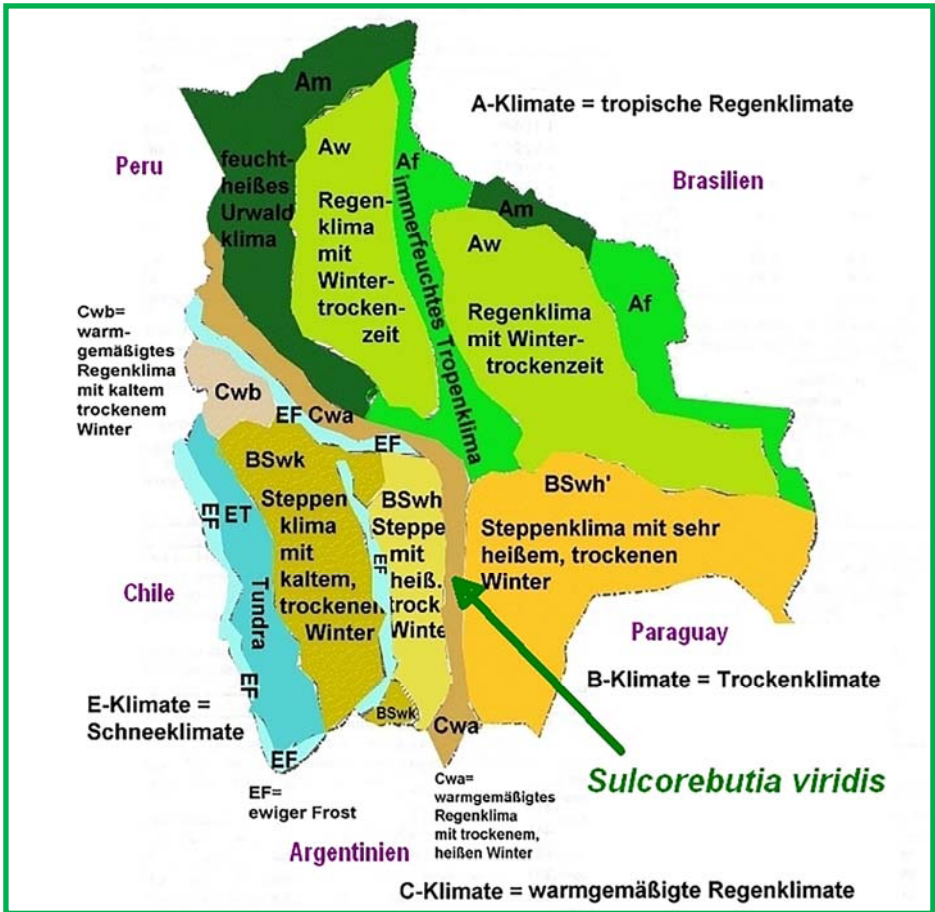 Am
A-Klimate = tropische Regenklimate
Peru
feucht-
heißes
Urwald
klima
Aw
Regen-
klima
mit
Winter-
trocken-
zeit
Af
immerfeuchtes Tropenklima
Am
Brasilien
Aw
Regenklima
mit Winter-
trockenzeit
Af
Cwb=
warm-
gemäßigtes
Regenklima
mit kaltem
trockenem
Winter
Cwb
EF
Cwa
EF
BSwk
Steppen
klima
mit
kaltem,
trockenen
Winter
BSwh
Steppe
mit
heiß.
trock
Winte
EF
BSwh'
Steppenklima mit sehr
heißem, trockenen
Winter
EF
ET
Tundra
EF
EF
Chile
Paraguay
B-Klimate = Trockenklimate
E-Klimate =
Schneeklimate
BSwk
Cwa
Sulcorebutia viridis
EF=
ewiger Frost
Cwa=
warmgemäßigtes
Regenklima
mit trockenem,
heißen Winter
Argentinien
C-Klimate = warmgemäßigte Regenklimate